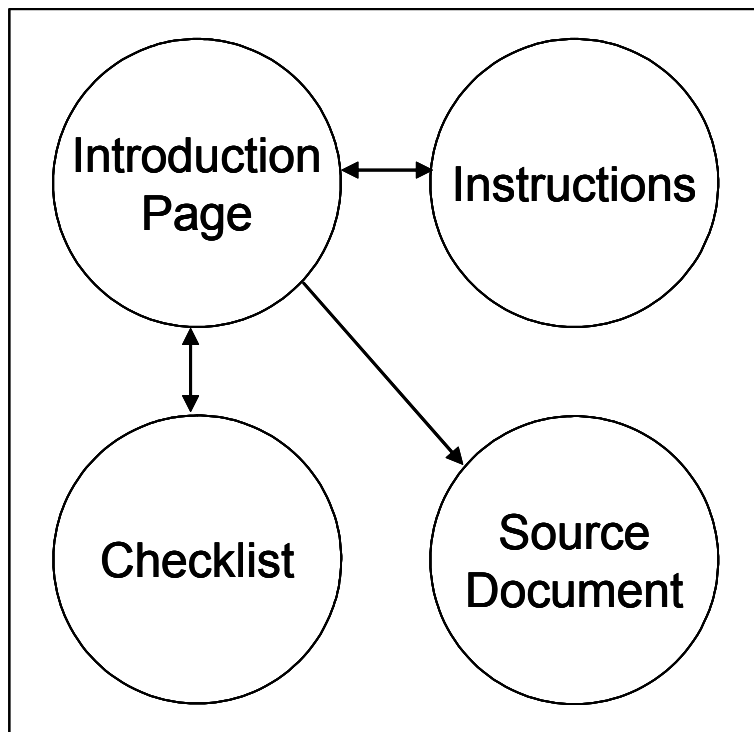 Introduction
Page
Instructions
Checklist
Source
Document